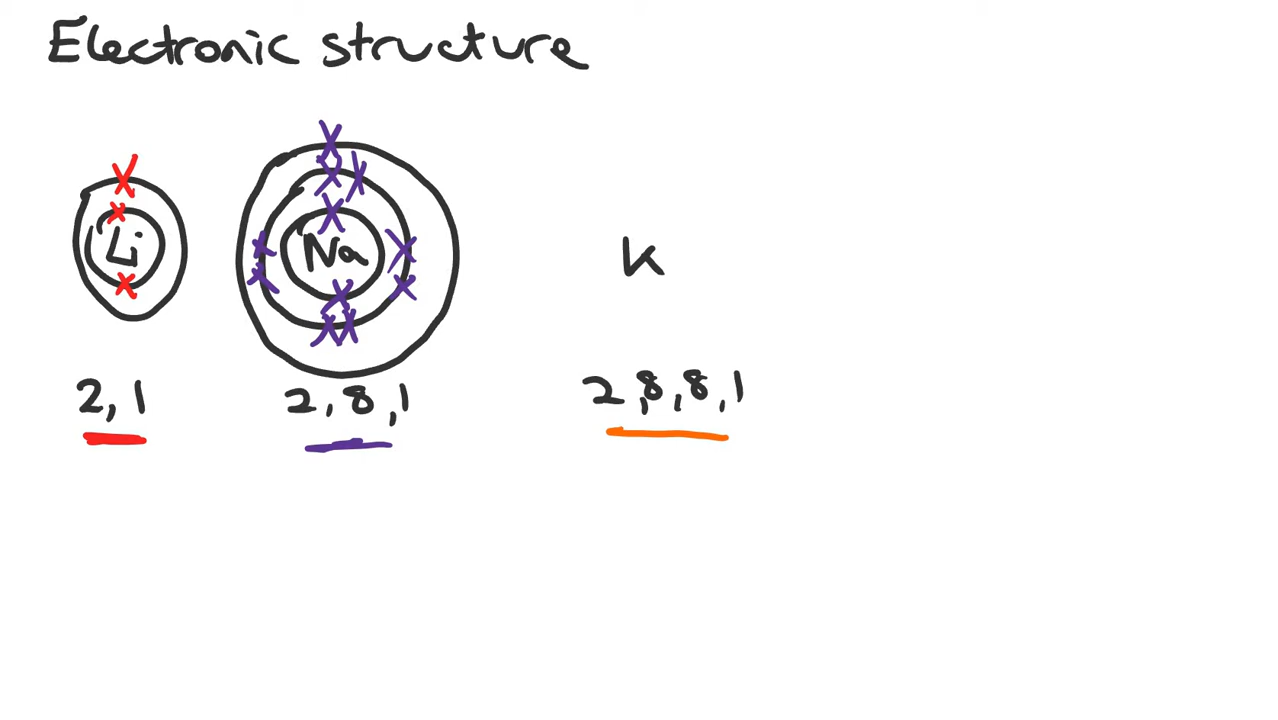 Electronic structure
Li
Na
K
2, 1
2, 8, 1
2, 8, 8, 1